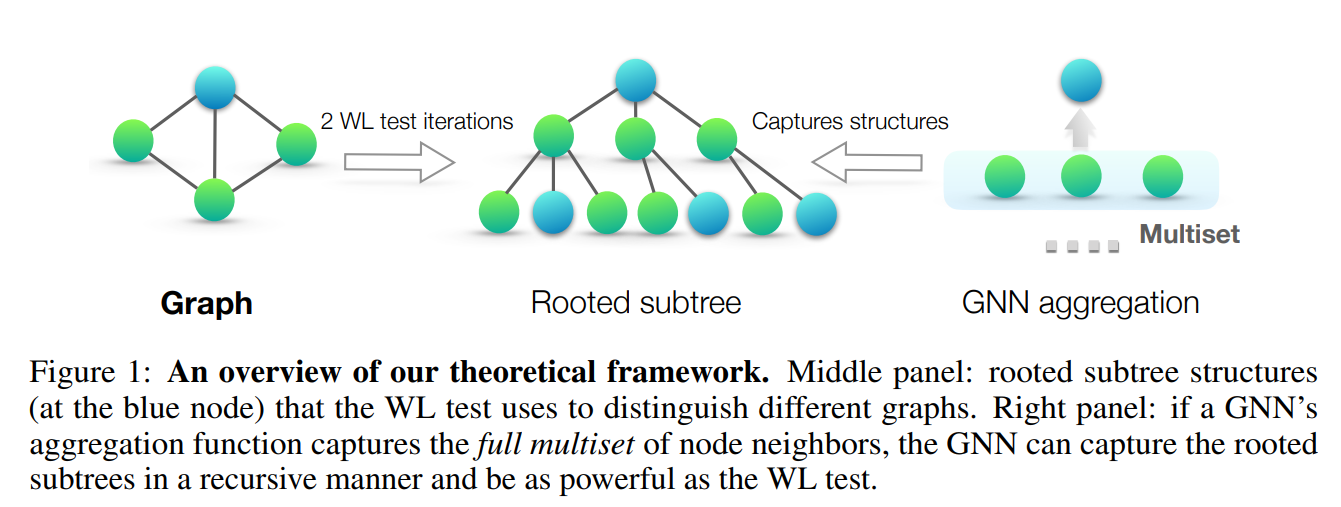 2 WL test iterations
Captures structures
Multiset
Graph
Rooted subtree
GNN aggregation
Figure 1: An overview of our theoretical framework. Middle panel: rooted subtree structures
(at the blue node) that the WL test uses to distinguish different graphs. Right panel: if a GNN's
aggregation function captures the full multiset of node neighbors, the GNN can capture the rooted
subtrees in a recursive manner and be as powerful as the WL test.